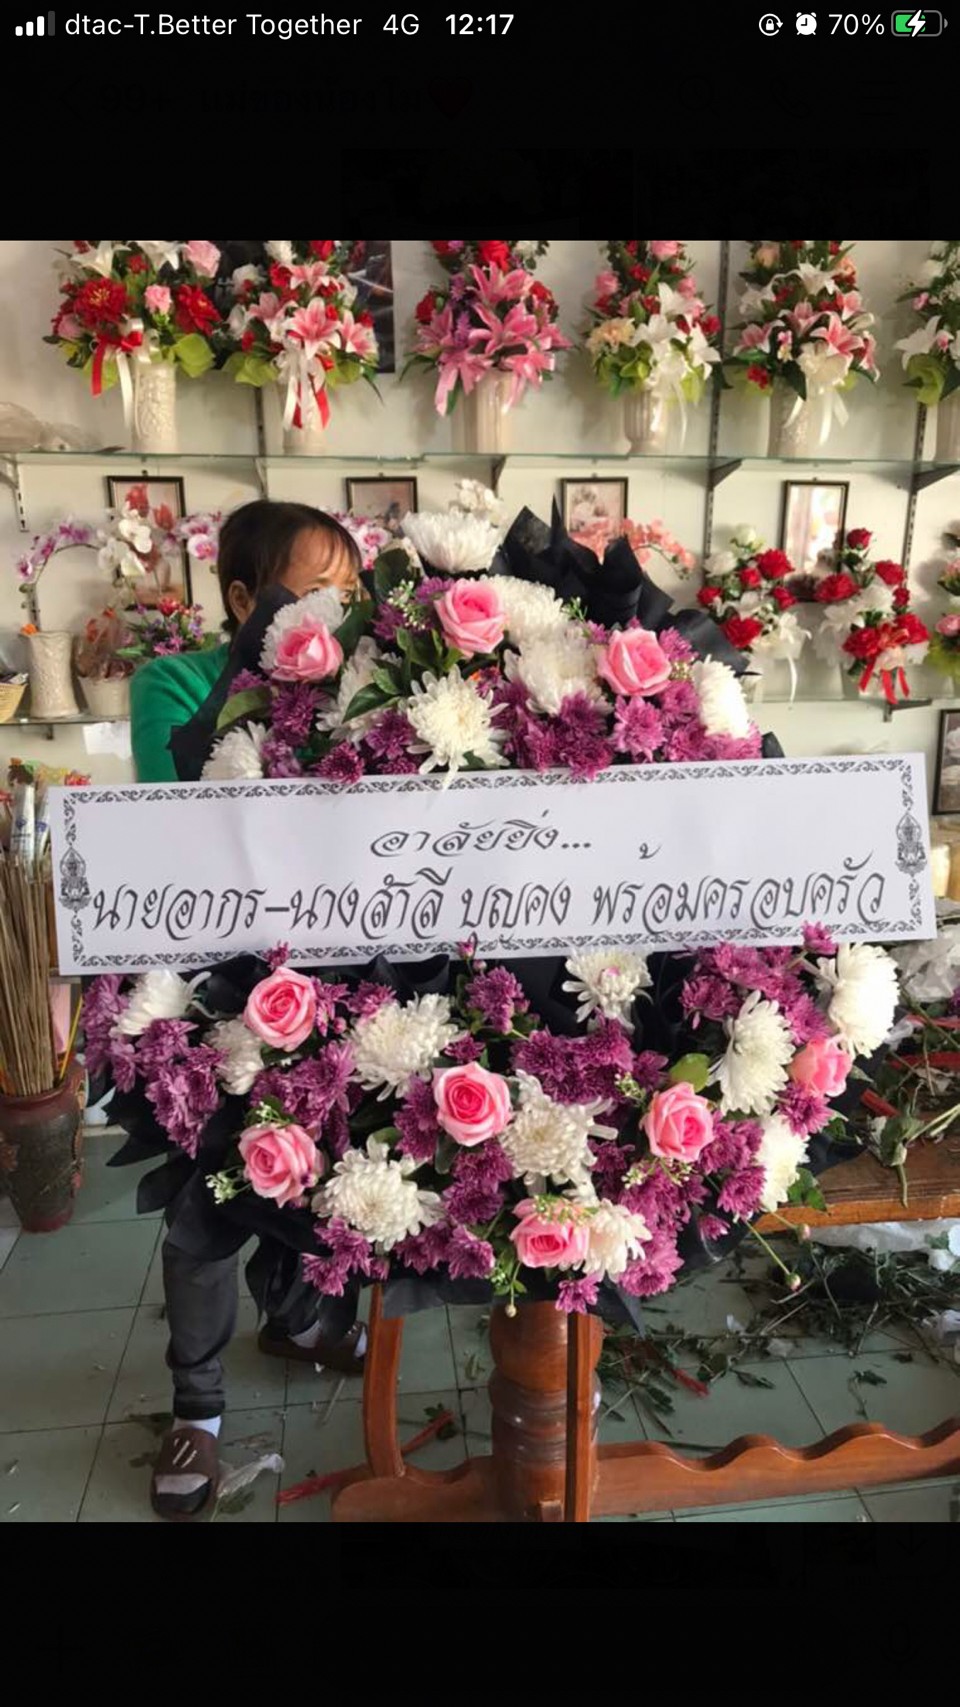 dtac-T.Better Together 4G 12:17 70%
อาลัยยิ่ง...
นายอากร-นางสำลี บุญคง พร้อมครอบครัว